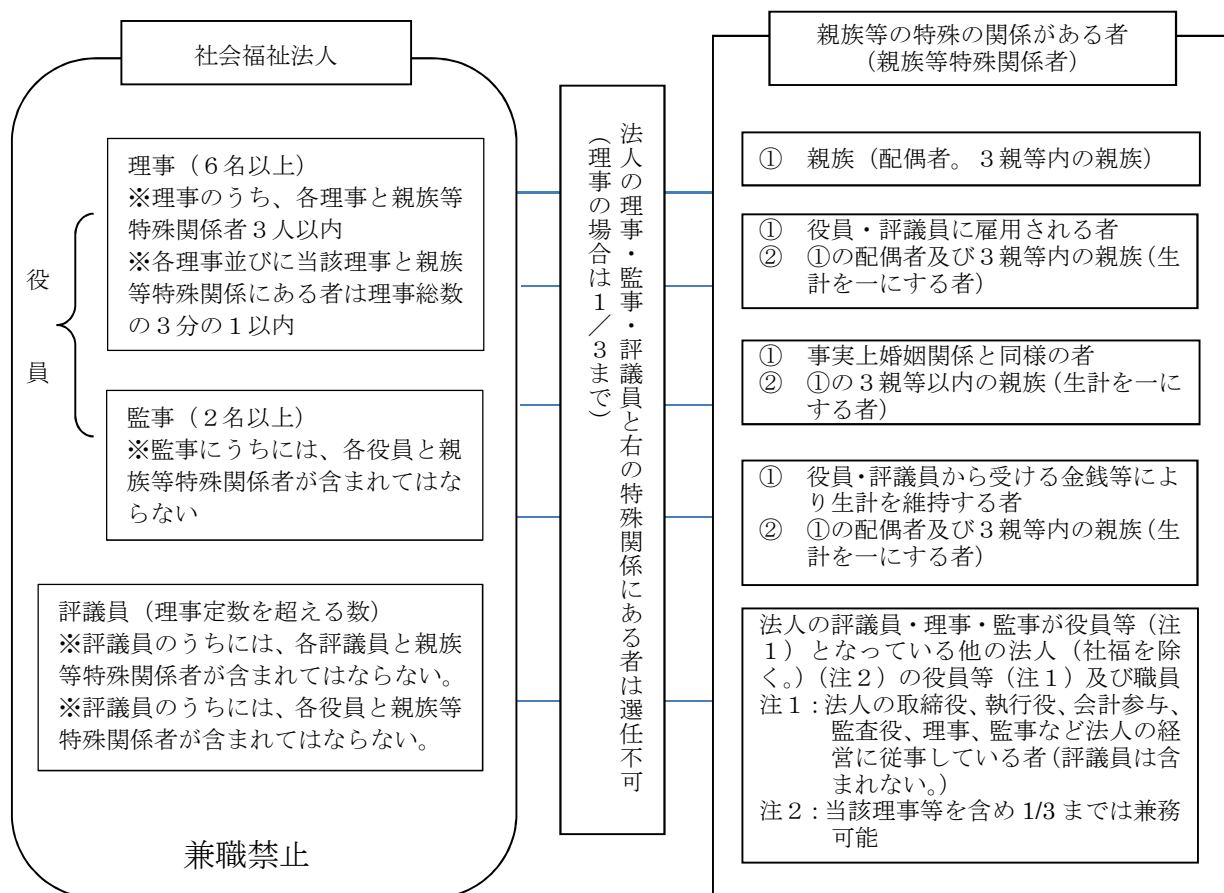 社会福祉法人
理事（６名以上）
※理事のうち、各理事と親族等
特殊関係者３人以内
※各理事並びに当該理事と親族
等特殊関係にある者は理事総数
の３分の１以内
役
員
監事（２名以上）
※監事にうちには、各役員と親
族等特殊関係者が含まれてはな
らない
評議員（理事定数を超える数）
※評議員のうちには、各評議員と親族
等特殊関係者が含まれてはならない。
※評議員のうちには、各役員と親族等
特殊関係者が含まれてはならない。
兼職禁止
法人の理事・監事・評議員と右の特殊関係にある者は選任不可
（理事の場合は１／３まで）
親族等の特殊の関係がある者
（親族等特殊関係者）
①　親族（配偶者。３親等内の親族）
①　役員・評議員に雇用される者
②　①の配偶者及び３親等内の親族（生
計を一にする者）
①　事実上婚姻関係と同様の者
②　①の３親等以内の親族（生計を一に
する者）
①　役員・評議員から受ける金銭等によ
り生計を維持する者
②　①の配偶者及び３親等内の親族（生
計を一にする者）
法人の評議員・理事・監事が役員等（注
１）となっている他の法人（社福を除
く。）（注２）の役員等（注１）及び職員
注１：法人の取締役、執行役、会計参与、
監査役、理事、監事など法人の経
営に従事している者（評議員は含
まれない。）
注２：当該理事等を含め 1/3 までは兼務
可能